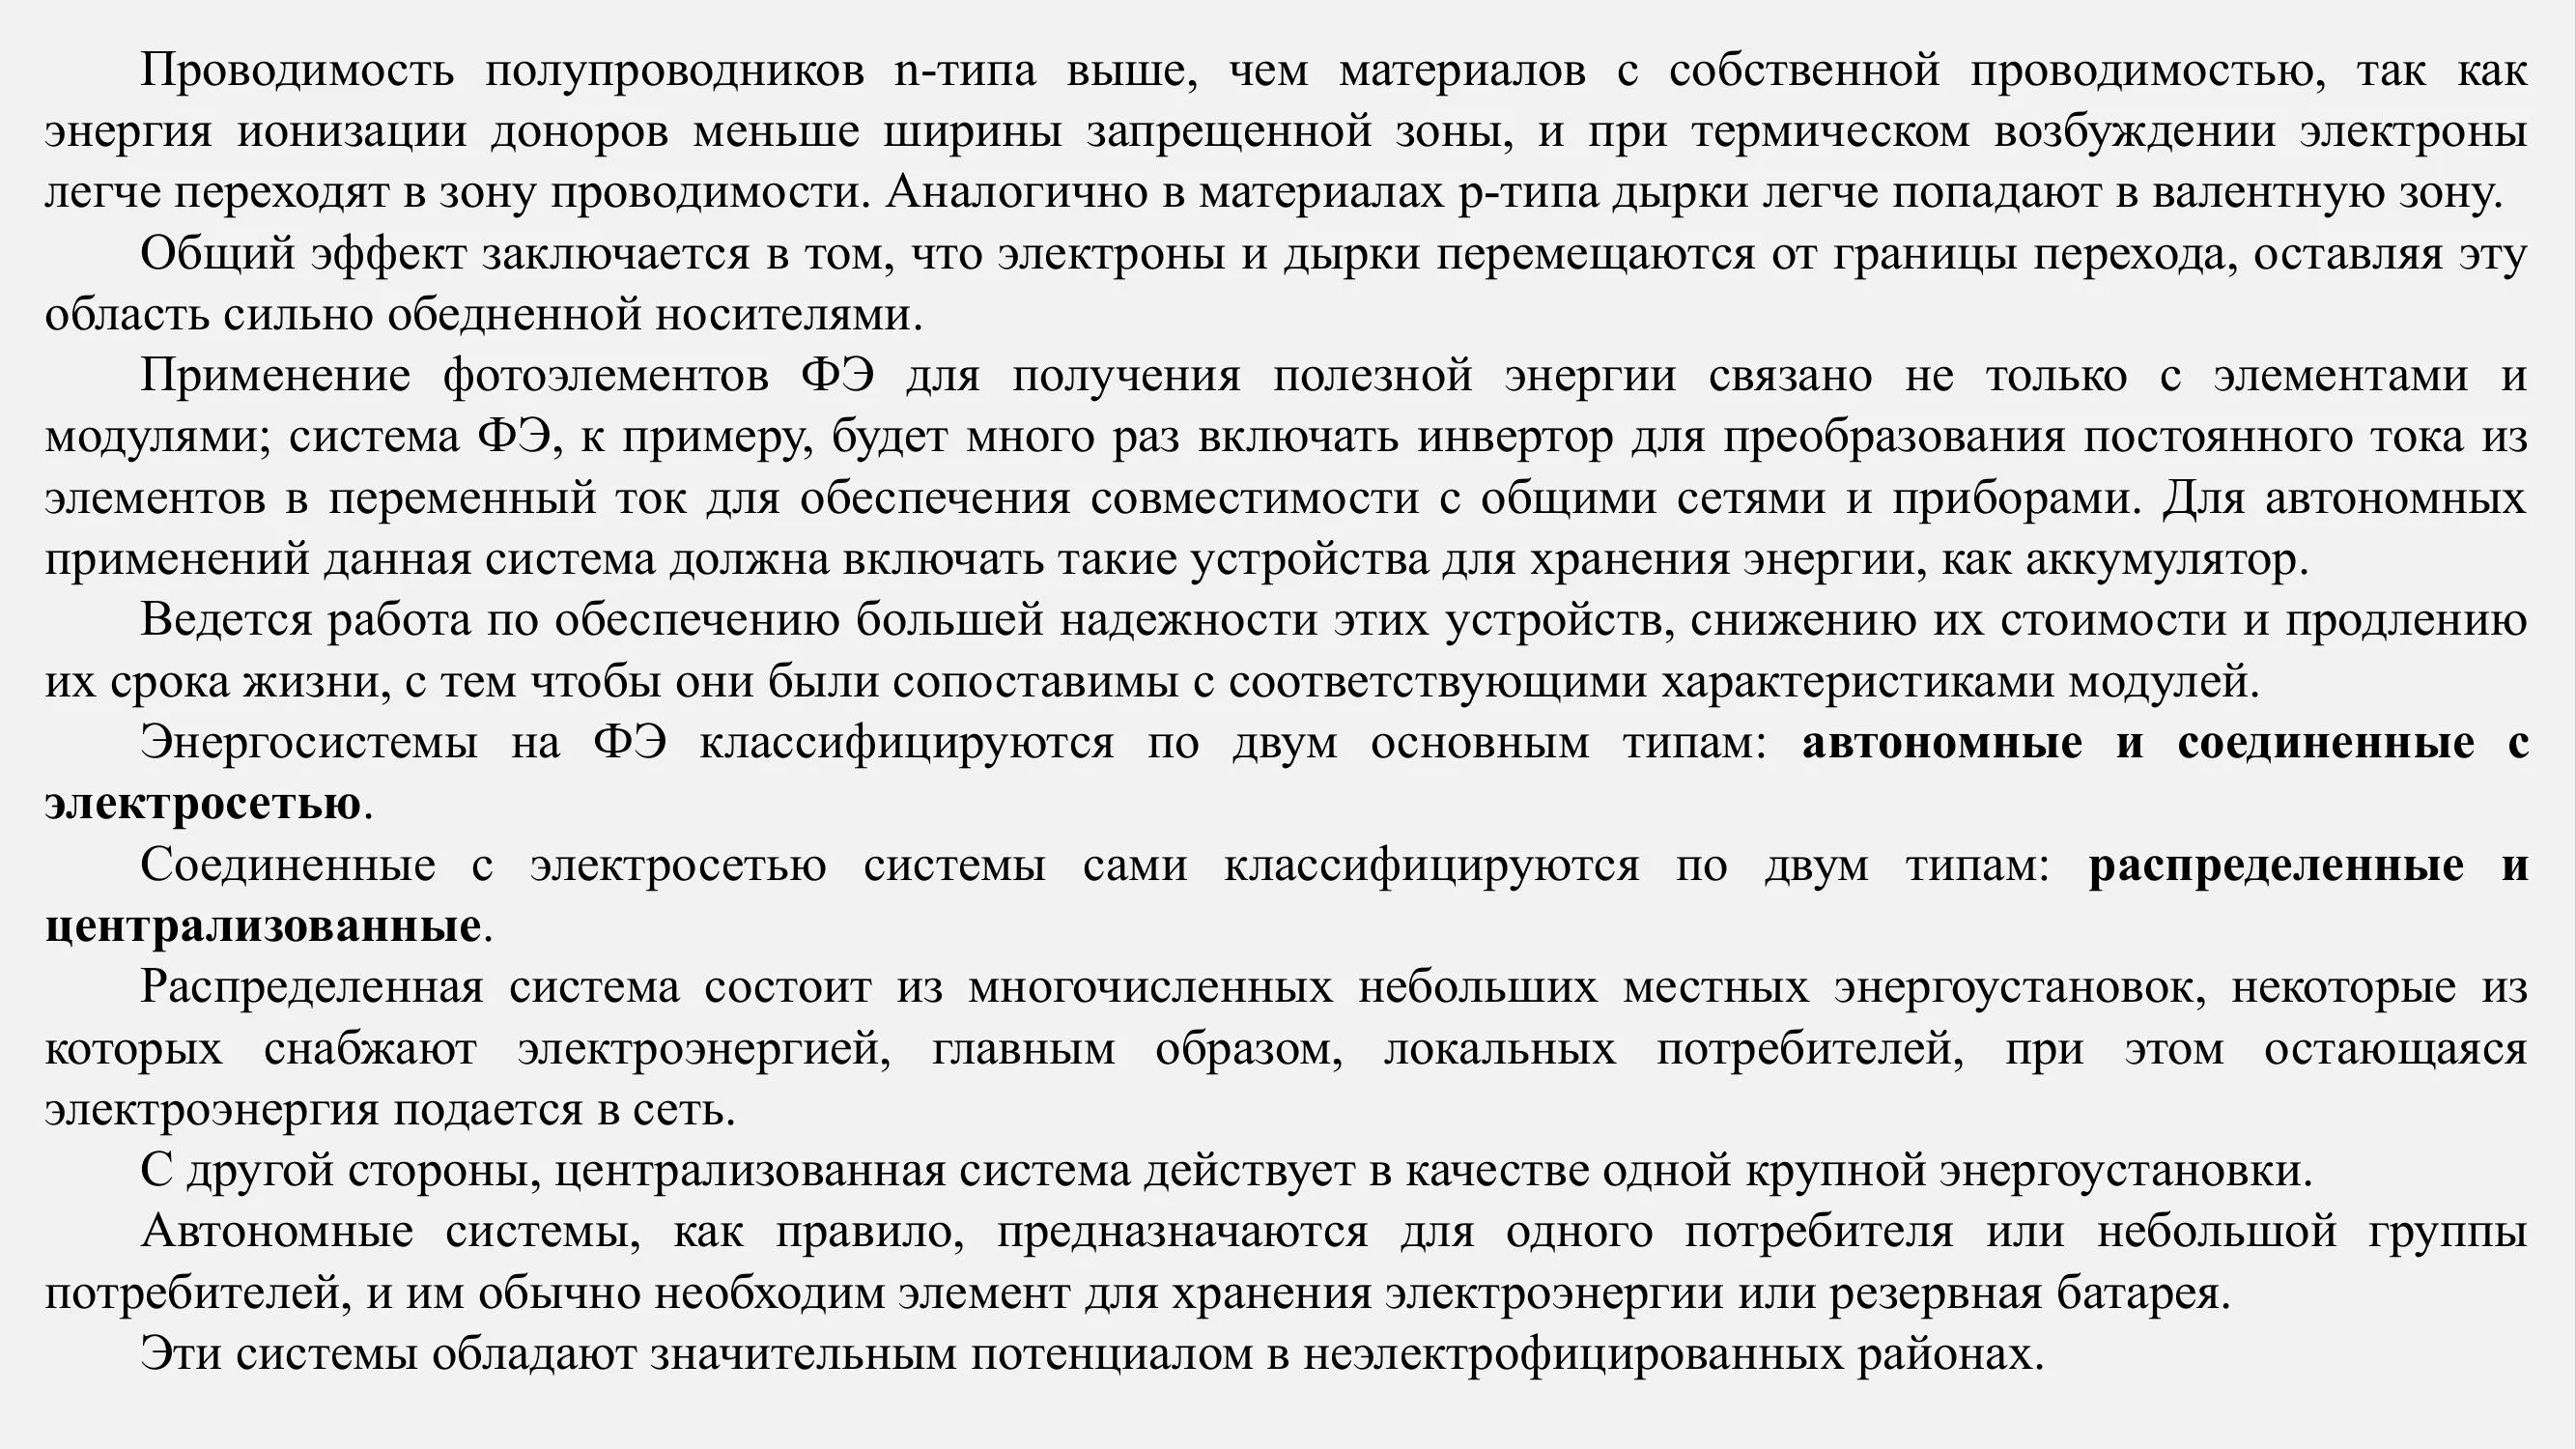 Проводимость полупроводников n-типа выше, чем материалов с собственной проводимостью, так как
энергия ионизации доноров меньше ширины запрещенной зоны, и при термическом возбуждении электроны
легче переходят в зону проводимости. Аналогично в материалах р-типа дырки легче попадают в валентную зону.
Общий эффект заключается в том, что электроны и дырки перемещаются от границы перехода, оставляя эту
область сильно обедненной носителями.
Применение фотоэлементов ФЭ для получения полезной энергии связано не только с элементами и
модулями; система ФЭ, к примеру, будет много раз включать инвертор для преобразования постоянного тока из
элементов в переменный ток для обеспечения совместимости с общими сетями и приборами. Для автономных
применений данная система должна включать такие устройства для хранения энергии, как аккумулятор.
Ведется работа по обеспечению большей надежности этих устройств, снижению их стоимости и продлению
их срока жизни, с тем чтобы они были сопоставимы с соответствующими характеристиками модулей.
Энергосистемы на ФЭ классифицируются по двум основным типам: автономные и соединенные с
электросетью.
Соединенные с электросетью системы сами классифицируются по двум типам: распределенные и
централизованные.
Распределенная система состоит из многочисленных небольших местных энергоустановок, некоторые из
которых снабжают электроэнергией, главным образом, локальных потребителей, при этом остающаяся
электроэнергия подается в сеть.
С другой стороны, централизованная система действует в качестве одной крупной энергоустановки.
Автономные системы, как правило, предназначаются для одного потребителя или небольшой группы
потребителей, и им обычно необходим элемент для хранения электроэнергии или резервная батарея.
Эти системы обладают значительным потенциалом в неэлектрофицированных районах.